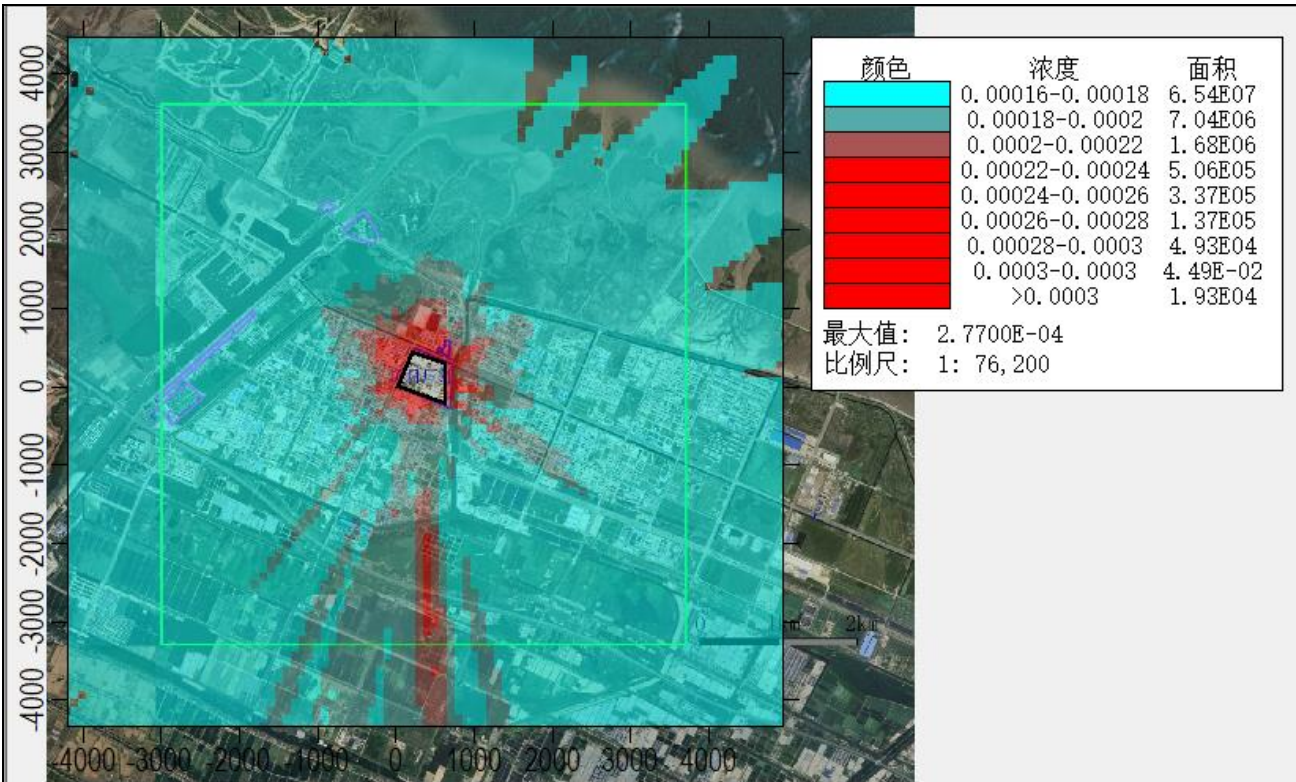 颜色 浓度 面积
0.00016-0.00018 6.54E07
0.00018-0.0002 7.04E06
0.0002-0.00022 1.68E06
0.00022-0.00024 5.06E05
0.00024-0.00026 3.37E05
0.00026-0.00028 1.37E05
0.00028-0.0003 4.93E04
0.0003-0.0003 4.49E-02
>0.0003 1.93E04
最大值: 2.7700E-04
比例尺: 1: 76,200
4000
3000
2000
1000
0
-1000
-2000
-3000
-4000
0 1km 2km
-4000 -3000 -2000 -1000 0 1000 2000 3000 4000